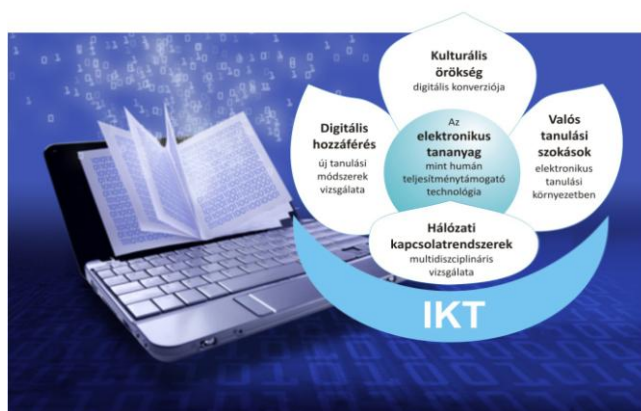 Kulturális
örökség
digitális konverziója
Digitális
hozzáférés
új tanulási
módszerek
vizsgálata
Az
elektronikus
tananyag
mint humán
teljesítménytámogató
technológia
Valós
tanulási
szokások
elektronikus
tanulási
környezetben
Hálózati
kapcsolatrendszerek
multidiszciplináris
vizsgálata
IKT